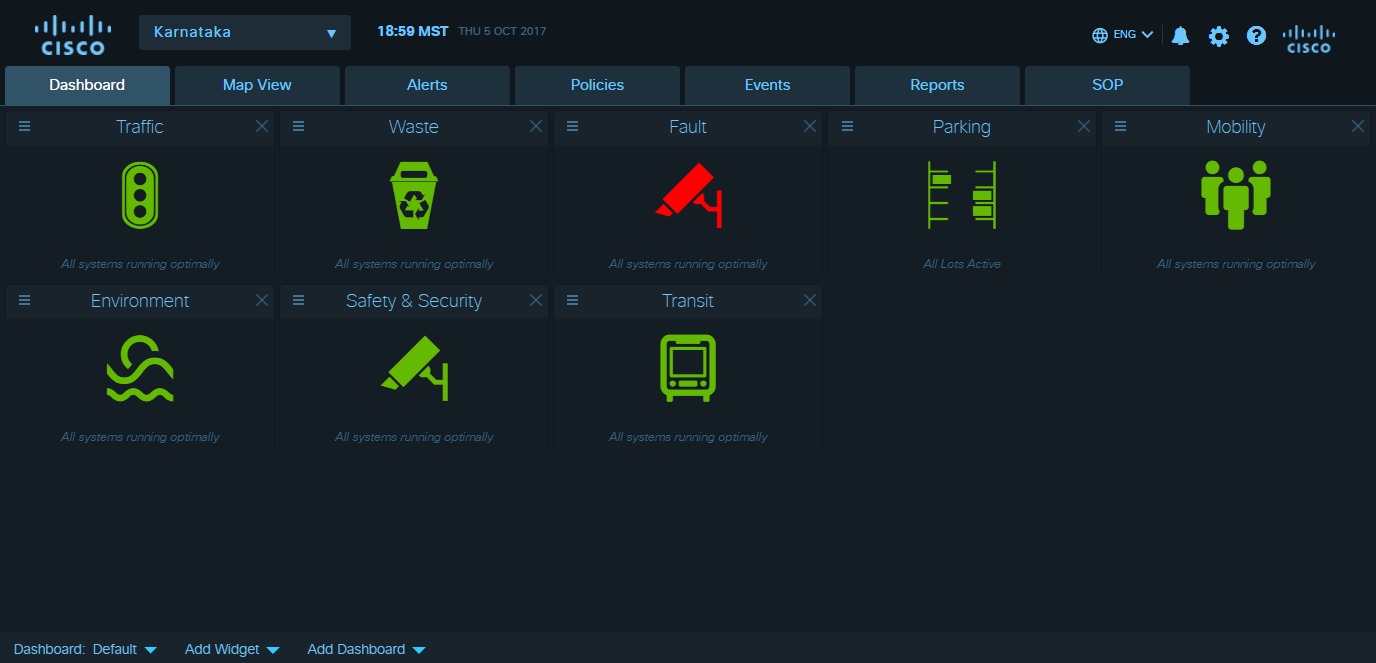 CISCO
Karnataka
18:59 MST THU 5 OCT 2017
ENG
CISCO
Dashboard
Map View
Alerts
Policies
Events
Reports
SOP
Traffic
Waste
Fault
Parking
Mobility
All systems running optimally
All systems running optimally
All systems running optimally
All Lots Active
All systems running optimally
Environment
Safety & Security
Transit
All systems running optimally
All systems running optimally
All systems running optimally
Dashboard: Default
Add Widget
Add Dashboard